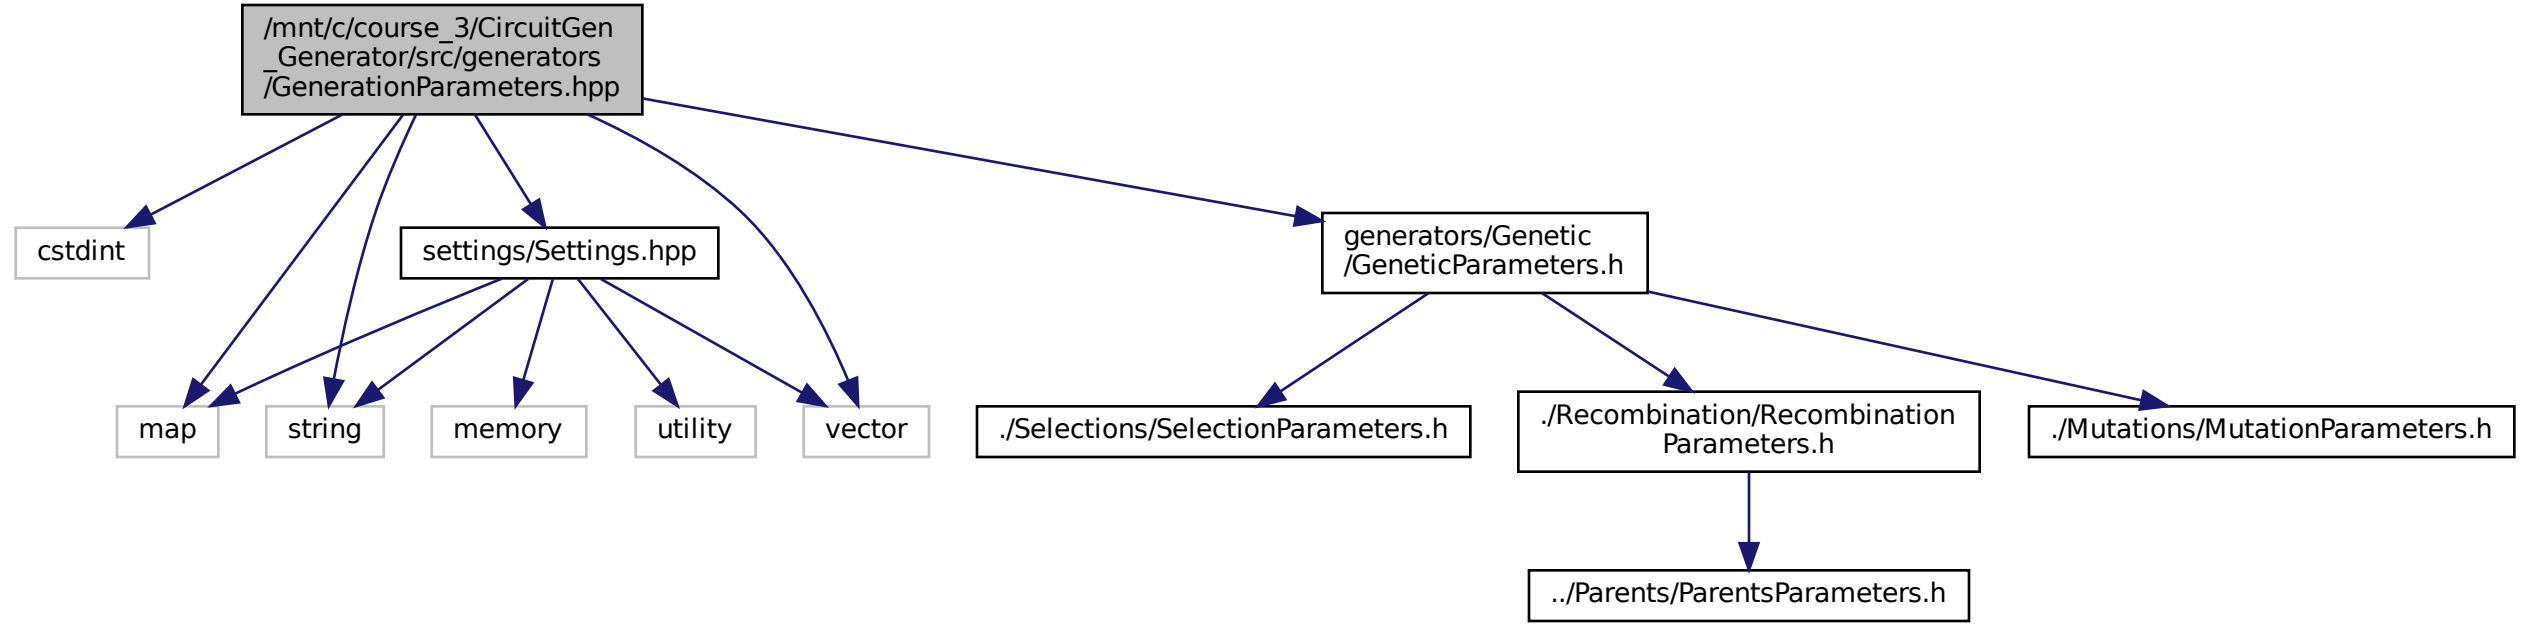 /mnt/c/course_3/CircuitGen
_Generator/src/generators
/GenerationParameters.hpp
generators/Genetic
/GeneticParameters.h
cstdint
settings/Settings.hpp
map
string
memory
utility
vector
./Selections/SelectionParameters.h
./Recombination/Recombination
Parameters.h
./Mutations/MutationParameters.h
../Parents/ParentsParameters.h